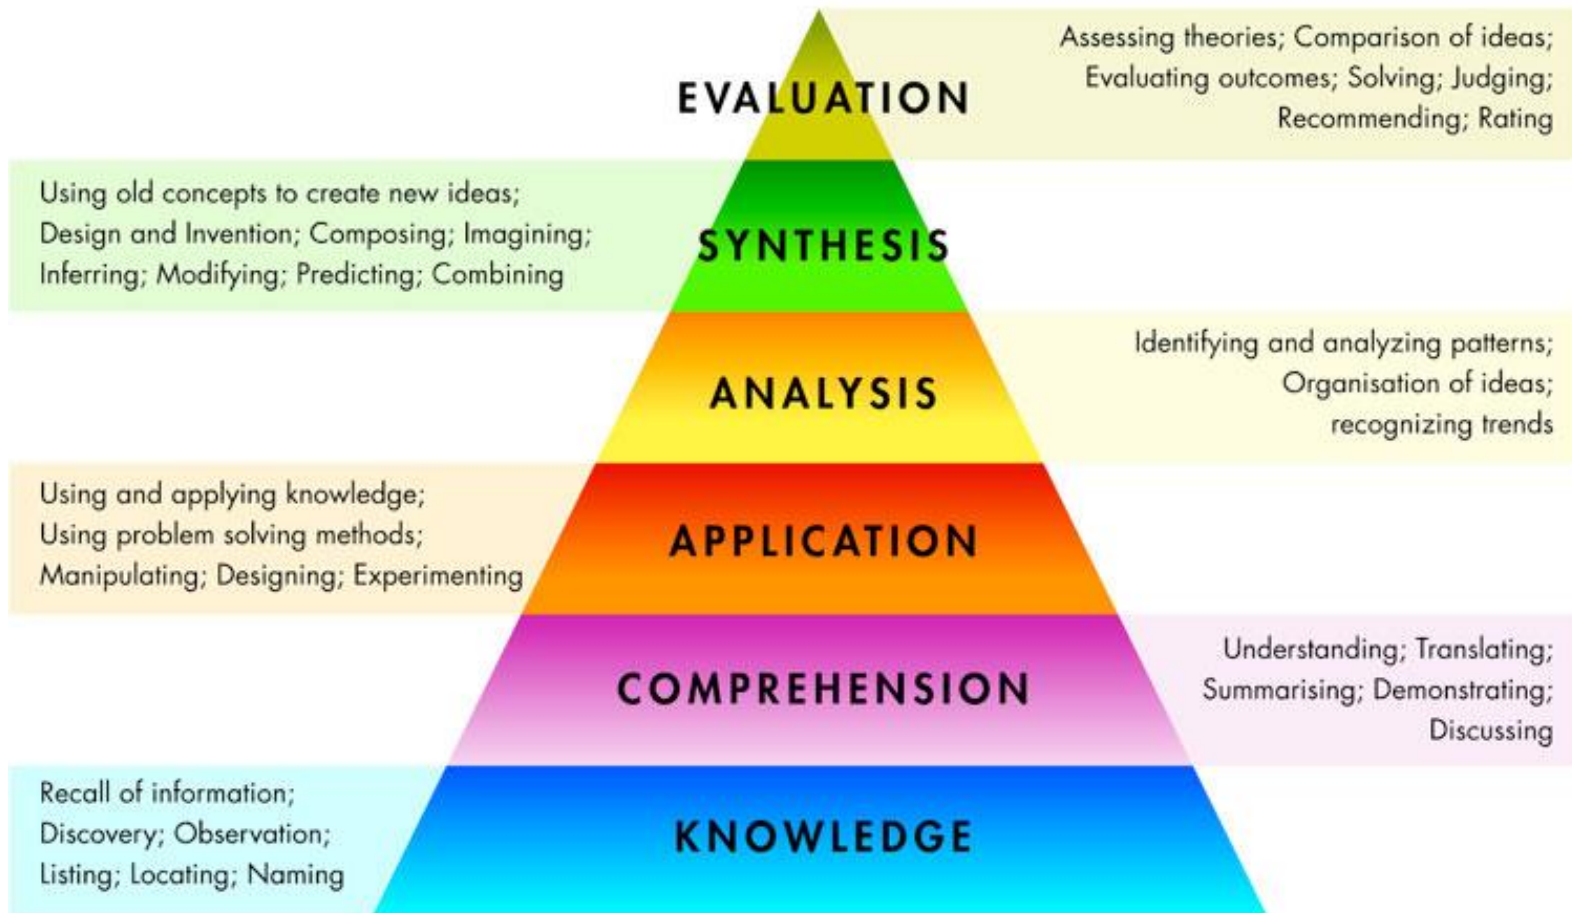 EVALUATION
Assessing theories; Comparison of ideas;
Evaluating outcomes; Solving; Judging;
Recommending; Rating
Using old concepts to create new ideas;
Design and Invention; Composing; Imagining;
Inferring; Modifying; Predicting; Combining
SYNTHESIS
ANALYSIS
Identifying and analyzing patterns;
Organisation of ideas;
recognizing trends
Using and applying knowledge;
Using problem solving methods;
Manipulating; Designing; Experimenting
APPLICATION
COMPREHENSION
Understanding; Translating;
Summarising; Demonstrating;
Discussing
Recall of information;
Discovery; Observation;
Listing; Locating; Naming
KNOWLEDGE